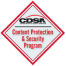 CDSA
Content Protection
& Security
Program